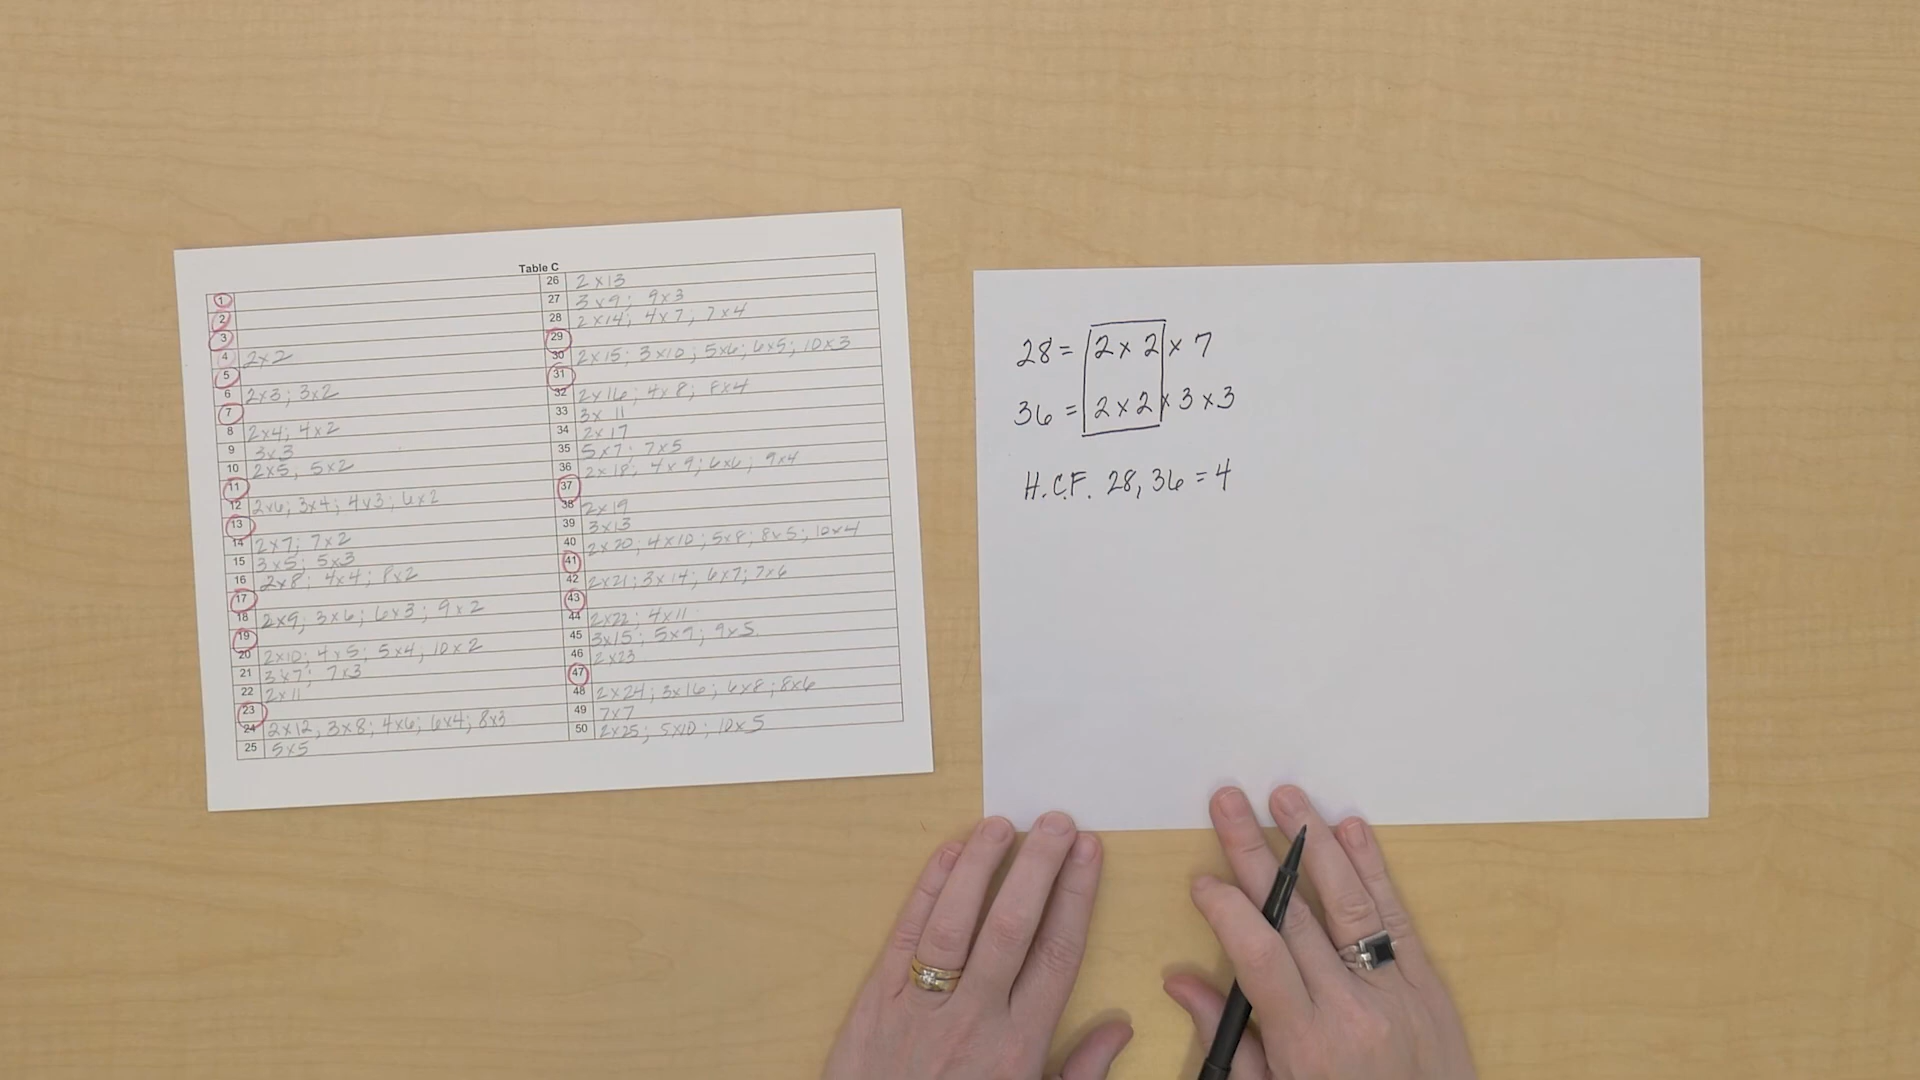 Table C
1
2
3
4 2x2
5
6 2x3; 3x2
7
8 2x4; 4x2
9 3x3
10 2x5; 5x2
11
12 2x6; 3x4; 4x3; 6x2
13
14 2x7; 7x2
15 3x5; 5x3
16 2x8; 4x4; 8x2
17
18 2x9; 3x6; 6x3; 9x2
19
20 2x10; 4x5; 5x4, 10x2
21 3x7; 7x3
22 2x11
23
24 2x12, 3x8; 4x6; 6x4; 8x3
25 5x5
26 2x13
27 3x9; 9x3
28 2x14; 4x7; 7x4
29
30 2x15; 3x10; 5x6; 6x5; 10x3
31
32 2x16; 4x8; 8x4
33 3x11
34 2x17
35 5x7; 7x5
36 2x18; 4x9; 6x6; 9x4
37
38 2x19
39 3x13
40 2x20; 4x10; 5x8; 8x5; 10x4
41
42 2x21; 3x14; 6x7; 7x6
43
44 2x22; 4x11
45 3x15; 5x9; 9x5
46 2x23
47
48 2x24; 3x16; 6x8; 8x6
49 7x7
50 2x25; 5x10; 10x5
28 = 2 x 2 x 7
36 = 2 x 2 x 3 x 3
H.C.F. 28, 36 = 4